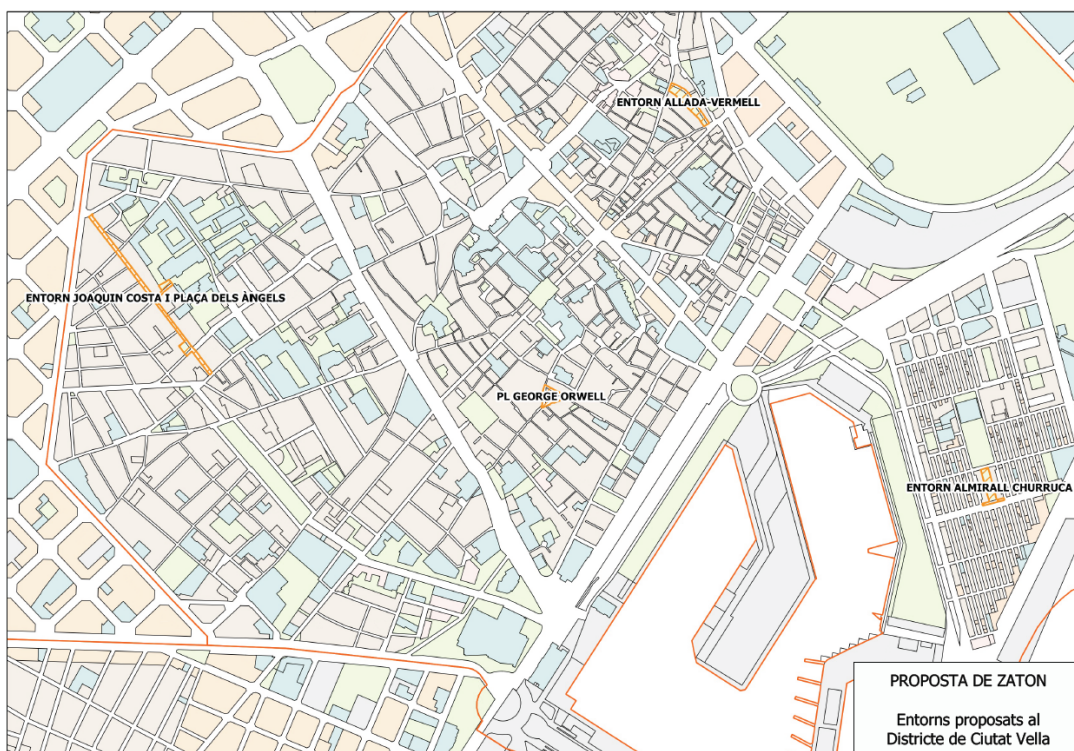 ENTORN ALLADA-VERMELL
ENTORN JOAQUIN COSTA I PLAÇA DELS ÀNGELS
PL GEORGE ORWELL
ENTORN ALMIRALL CHURRUCA
PROPOSTA DE ZATON
Entorns proposats al
Districte de Ciutat Vella